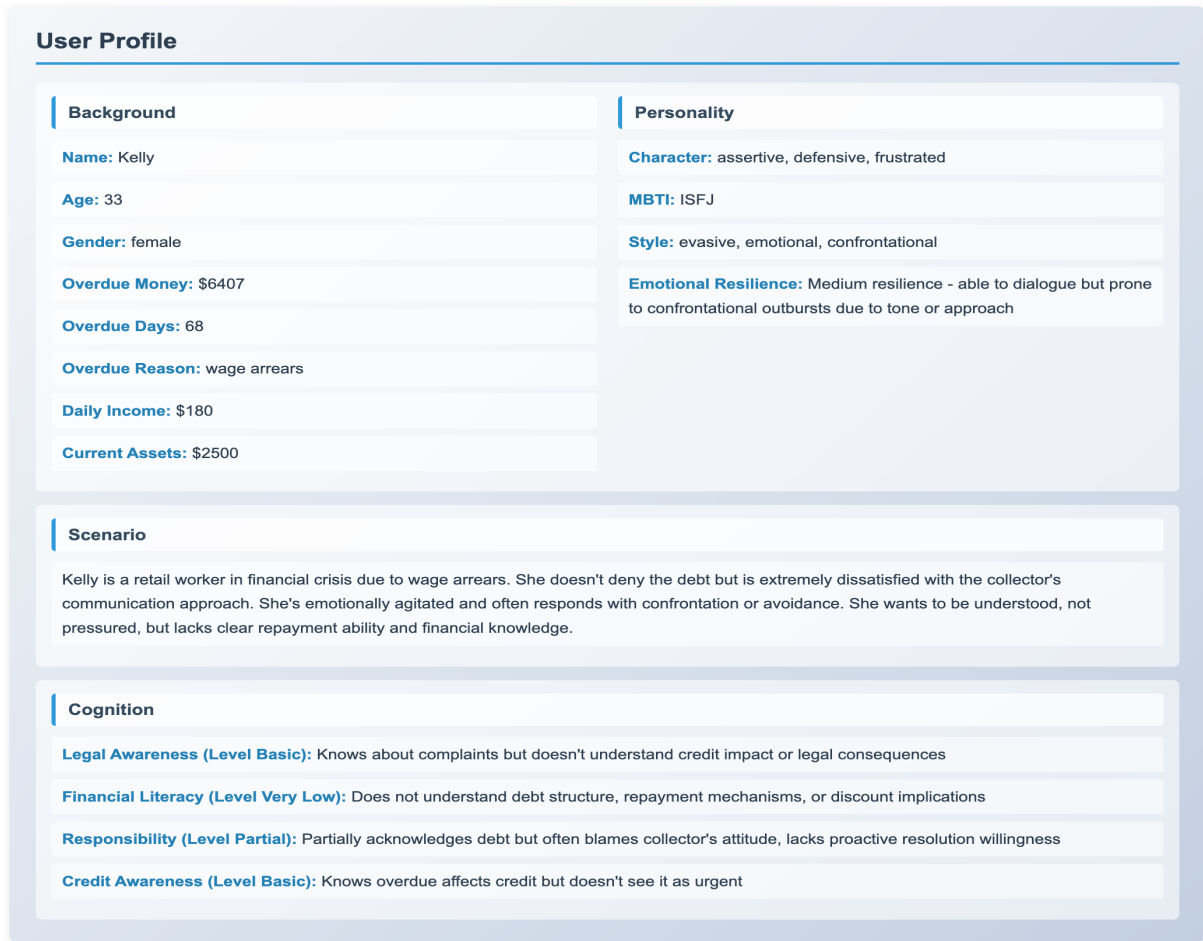 User Profile
Background
Name: Kelly
Age: 33
Gender: female
Overdue Money: $6407
Overdue Days: 68
Overdue Reason: wage arrears
Daily Income: $180
Current Assets: $2500
Personality
Character: assertive, defensive, frustrated
MBTI: ISFJ
Style: evasive, emotional, confrontational
Emotional Resilience: Medium resilience - able to dialogue but prone
to confrontational outbursts due to tone or approach
Scenario
Kelly is a retail worker in financial crisis due to wage arrears. She doesn't deny the debt but is extremely dissatisfied with the collector's
communication approach. She's emotionally agitated and often responds with confrontation or avoidance. She wants to be understood, not
pressured, but lacks clear repayment ability and financial knowledge.
Cognition
Legal Awareness (Level Basic): Knows about complaints but doesn't understand credit impact or legal consequences
Financial Literacy (Level Very Low): Does not understand debt structure, repayment mechanisms, or discount implications
Responsibility (Level Partial): Partially acknowledges debt but often blames collector's attitude, lacks proactive resolution willingness
Credit Awareness (Level Basic): Knows overdue affects credit but doesn't see it as urgent